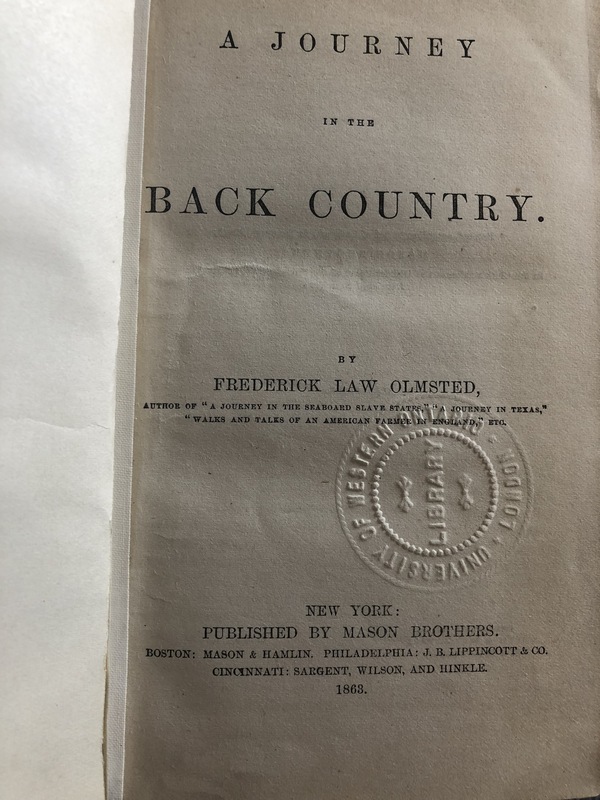 A JOURNEY
IN THE
BACK COUNTRY.
BY
FREDERICK LAW OLMSTED,
AUTHOR OF "A JOURNEY IN THE SEABOARD SLAVE STATES," "A JOURNEY IN TEXAS,"
"WALKS AND TALKS OF AN AMERICAN FARMER IN ENGLAND," ETC.
UNIVERSITY OF WESTERN ONTARIO · LONDON ·
LIBRARY
NEW YORK:
PUBLISHED BY MASON BROTHERS.
BOSTON: MASON & HAMLIN. PHILADELPHIA: J. B. LIPPINCOTT & CO.
CINCINNATI: SARGENT, WILSON, AND HINKLE.
1863.